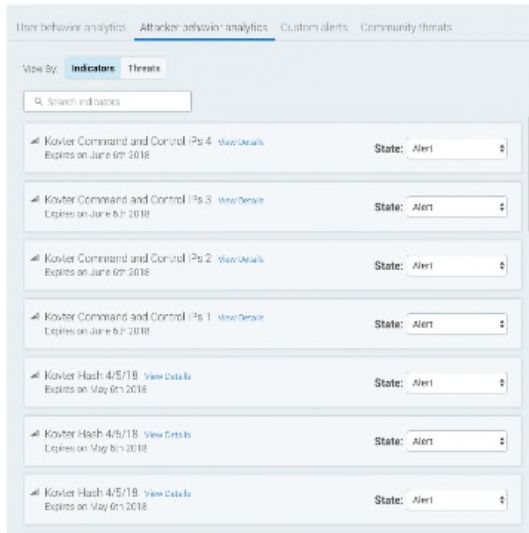 User behavior analytics Attacker behavior analytics Custom alerts Community threats
View By: Indicators Threats
Search indicators
Kovter Command and Control IPs 4 View Details State: Alert
Expires on June 6th 2018
Kovter Command and Control IPs 3 View Details State: Alert
Expires on June 6th 2018
Kovter Command and Control IPs 2 View Details State: Alert
Expires on June 6th 2018
Kovter Command and Control IPs 1 View Details State: Alert
Expires on June 6th 2018
Kovter Hash 4/5/18 View Details State: Alert
Expires on May 6th 2018
Kovter Hash 4/5/18 View Details State: Alert
Expires on May 6th 2018
Kovter Hash 4/5/18 View Details State: Alert
Expires on May 6th 2018